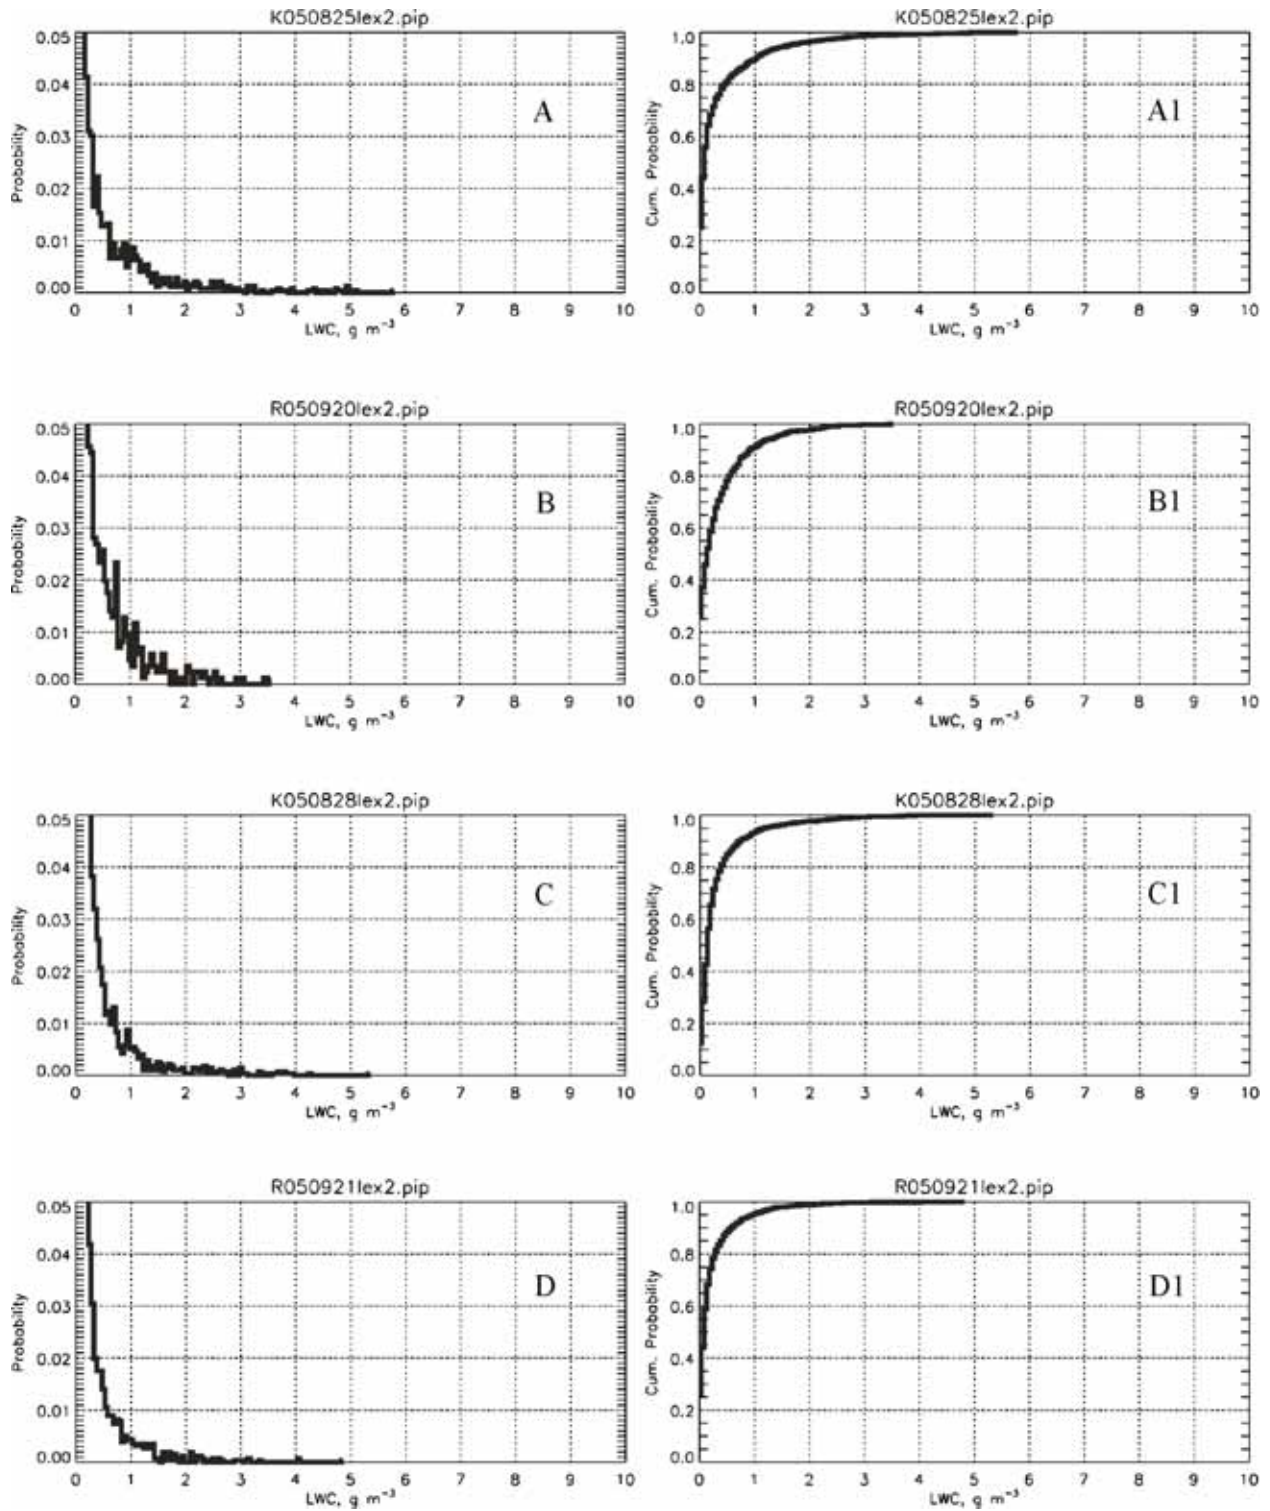 K050825lex2.pip
0.05
0.04
0.03
0.02
0.01
0.00
Probability
A
0 1 2 3 4 5 6 7 8 9 10
LWC, g m⁻³
K050825lex2.pip
1.0
0.8
0.6
0.4
0.2
0.0
Cum. Probability
A1
0 1 2 3 4 5 6 7 8 9 10
LWC, g m⁻³
R050920lex2.pip
0.05
0.04
0.03
0.02
0.01
0.00
Probability
B
0 1 2 3 4 5 6 7 8 9 10
LWC, g m⁻³
R050920lex2.pip
1.0
0.8
0.6
0.4
0.2
0.0
Cum. Probability
B1
0 1 2 3 4 5 6 7 8 9 10
LWC, g m⁻³
K050828lex2.pip
0.05
0.04
0.03
0.02
0.01
0.00
Probability
C
0 1 2 3 4 5 6 7 8 9 10
LWC, g m⁻³
K050828lex2.pip
1.0
0.8
0.6
0.4
0.2
0.0
Cum. Probability
C1
0 1 2 3 4 5 6 7 8 9 10
LWC, g m⁻³
R050921lex2.pip
0.05
0.04
0.03
0.02
0.01
0.00
Probability
D
0 1 2 3 4 5 6 7 8 9 10
LWC, g m⁻³
R050921lex2.pip
1.0
0.8
0.6
0.4
0.2
0.0
Cum. Probability
D1
0 1 2 3 4 5 6 7 8 9 10
LWC, g m⁻³